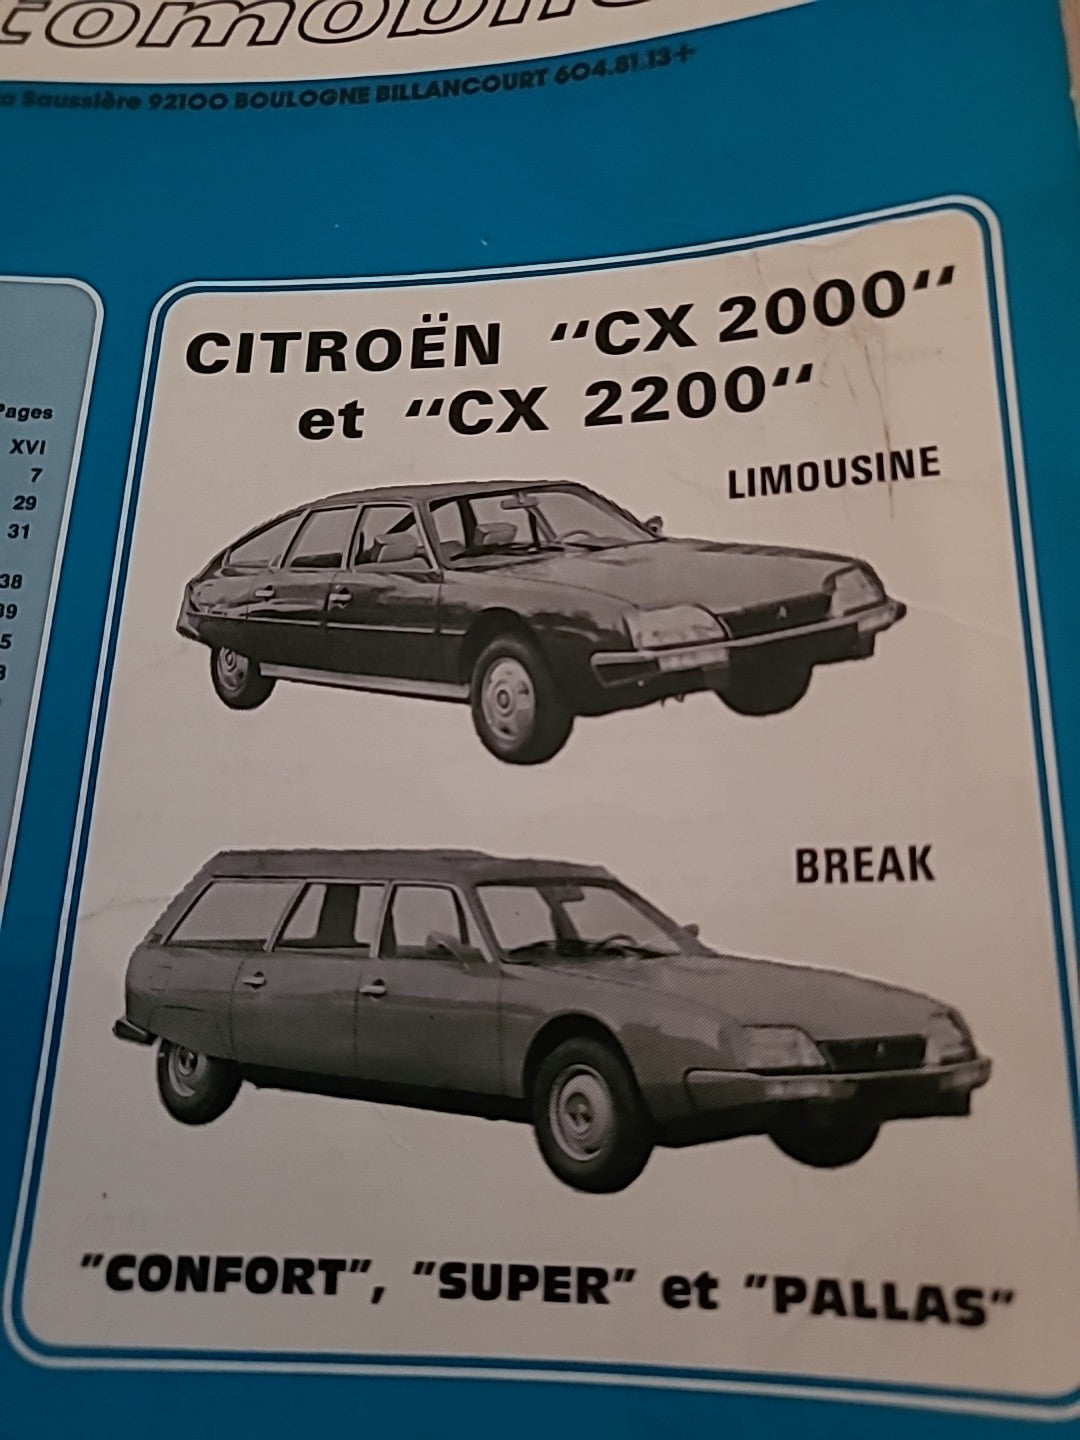 Saussière 92100 BOULOGNE BILLANCOURT 604.81.13+
Pages
XVI
7
29
31
38
CITROËN "CX 2000"
et "CX 2200"
LIMOUSINE
BREAK
"CONFORT", "SUPER" et "PALLAS"